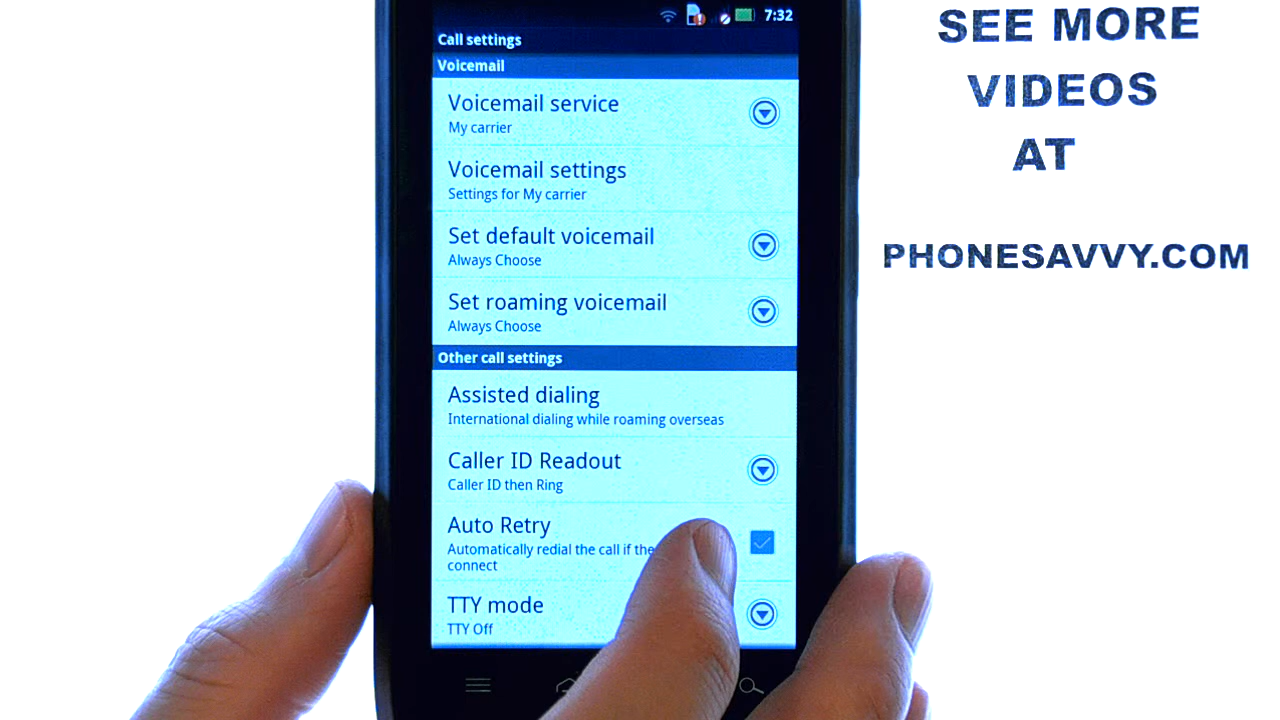 7:32
Call settings
Voicemail
Voicemail service
My carrier
Voicemail settings
Settings for My carrier
Set default voicemail
Always Choose
Set roaming voicemail
Always Choose
Other call settings
Assisted dialing
International dialing while roaming overseas
Caller ID Readout
Caller ID then Ring
Auto Retry
Automatically redial the call if the
connect
TTY mode
TTY Off
SEE MORE
VIDEOS
AT
PHONESAVVY.COM